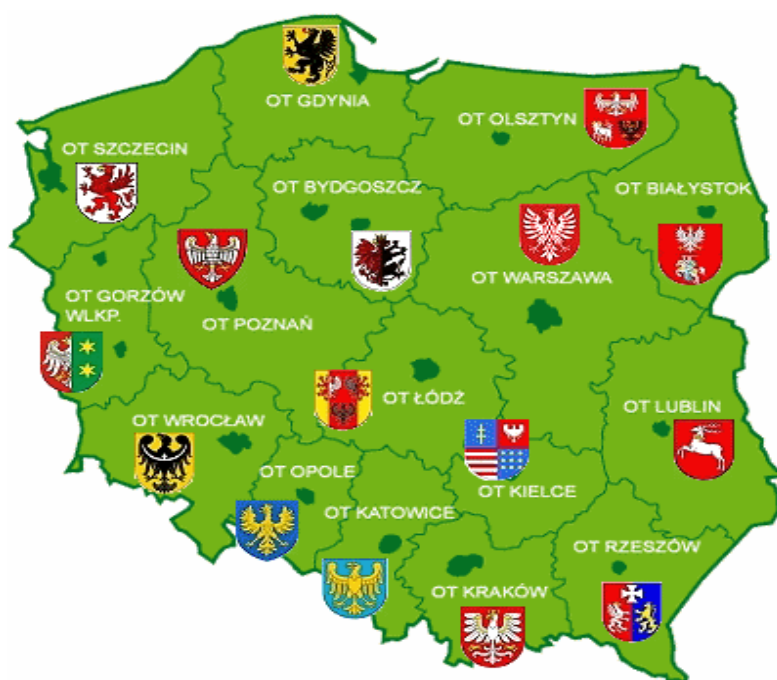 OT GDYNIA
OT OLSZTYN
OT SZCZECIN
OT BYDGOSZCZ
OT BIAŁYSTOK
OT WARSZAWA
OT GORZÓW
WLKP.
OT POZNAŃ
OT ŁÓDŹ
OT LUBLIN
OT WROCŁAW
OT OPOLE
OT KIELCE
OT KATOWICE
OT RZESZÓW
OT KRAKÓW